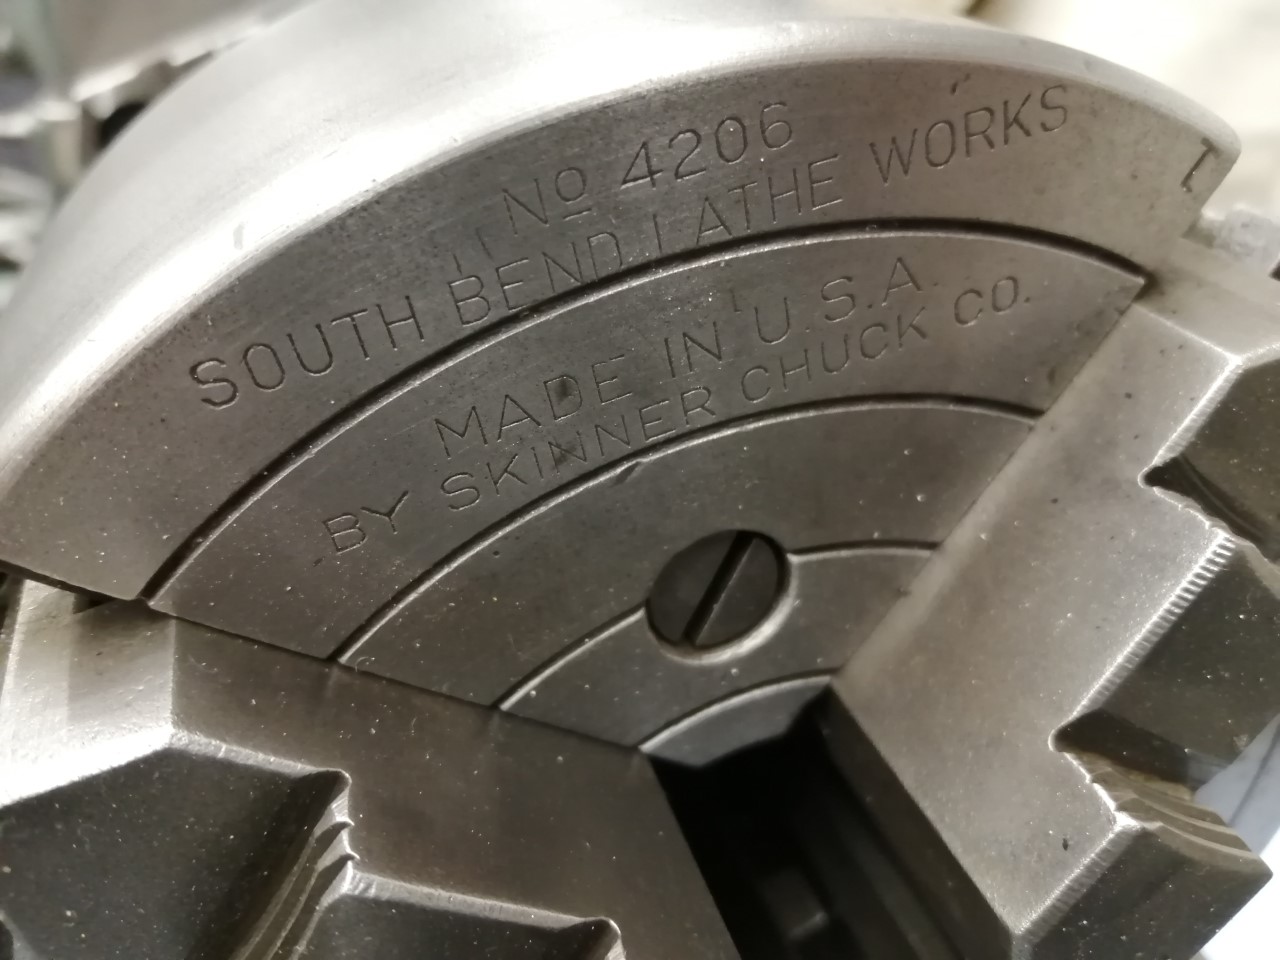 No 4206
SOUTH BEND LATHE WORKS
MADE IN U.S.A.
BY SKINNER CHUCK CO.